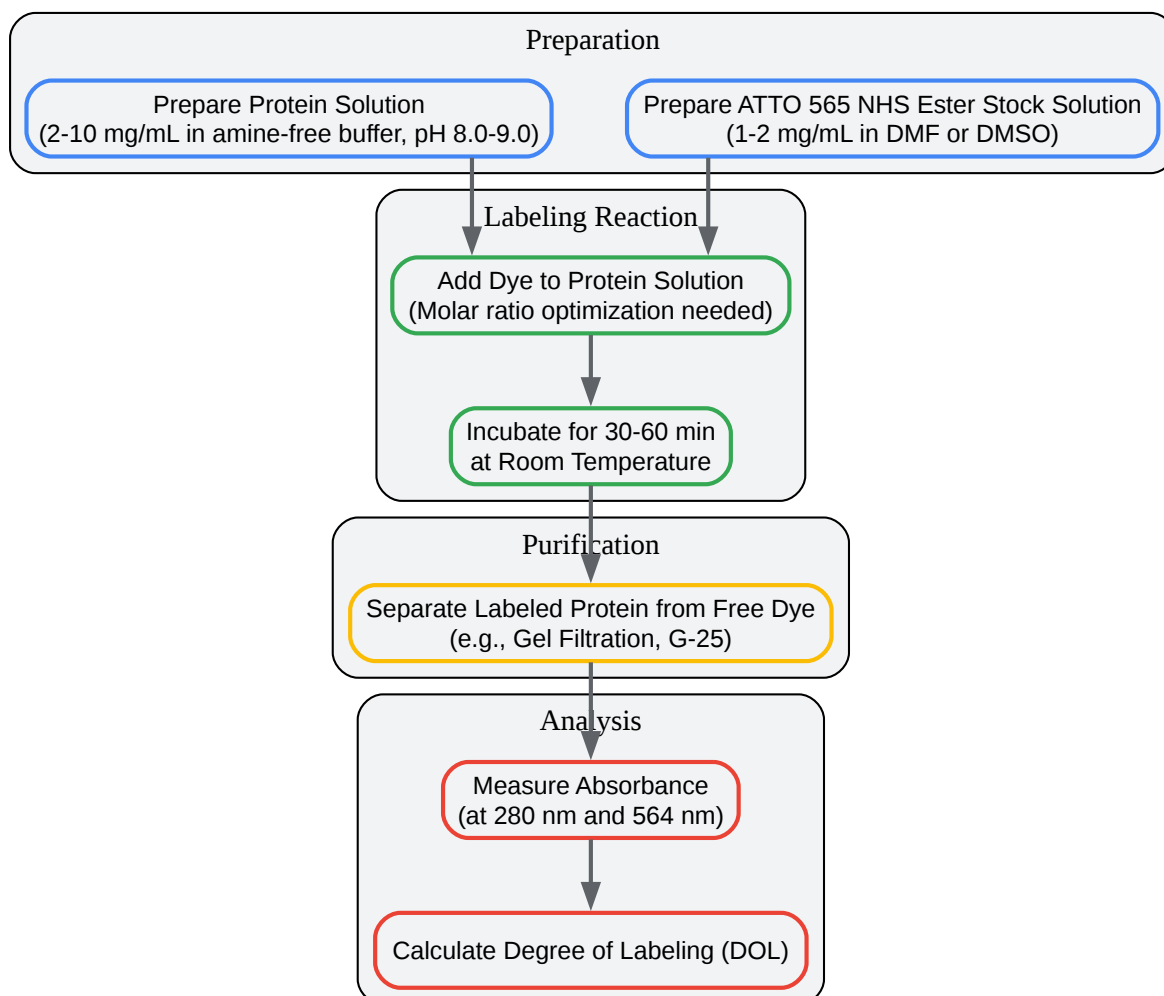 Preparation
Prepare Protein Solution
(2-10 mg/mL in amine-free buffer, pH 8.0-9.0)
Prepare ATTO 565 NHS Ester Stock Solution
(1-2 mg/mL in DMF or DMSO)
Labeling Reaction
Add Dye to Protein Solution
(Molar ratio optimization needed)
Incubate for 30-60 min
at Room Temperature
Purification
Separate Labeled Protein from Free Dye
(e.g., Gel Filtration, G-25)
Analysis
Measure Absorbance
(at 280 nm and 564 nm)
Calculate Degree of Labeling (DOL)